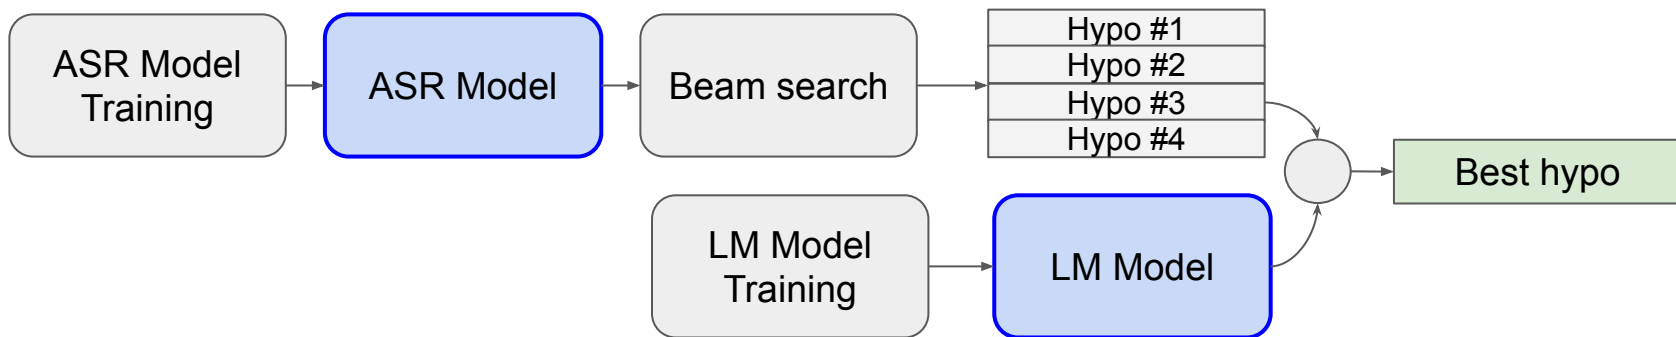 ASR Model
Training
ASR Model
Beam search
Hypo #1
Hypo #2
Hypo #3
Hypo #4
Best hypo
LM Model
Training
LM Model